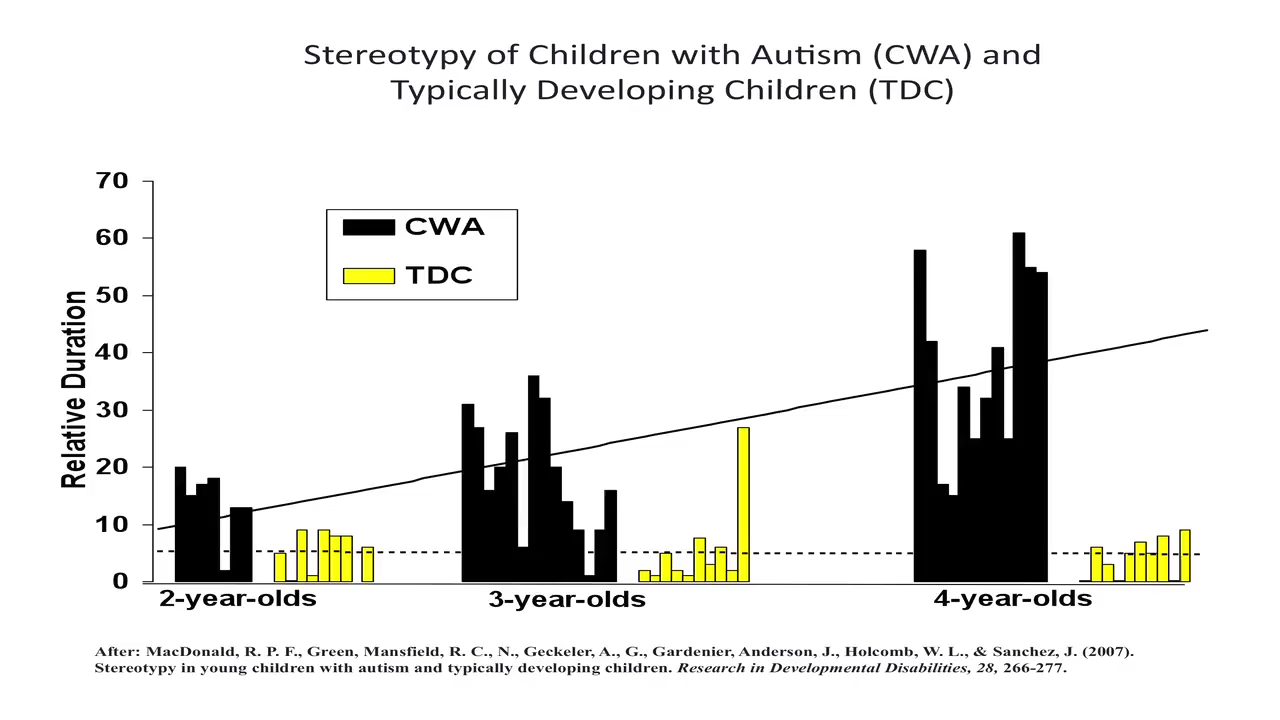 Stereotypy of Children with Autism (CWA) and
Typically Developing Children (TDC)
70
60
50
40
30
20
10
0
Relative Duration
CWA
TDC
2-year-olds
3-year-olds
4-year-olds
After: MacDonald, R. P. F., Green, Mansfield, R. C., N., Geckeler, A., G., Gardenier, Anderson, J., Holcomb, W. L., & Sanchez, J. (2007).
Stereotypy in young children with autism and typically developing children. Research in Developmental Disabilities, 28, 266-277.